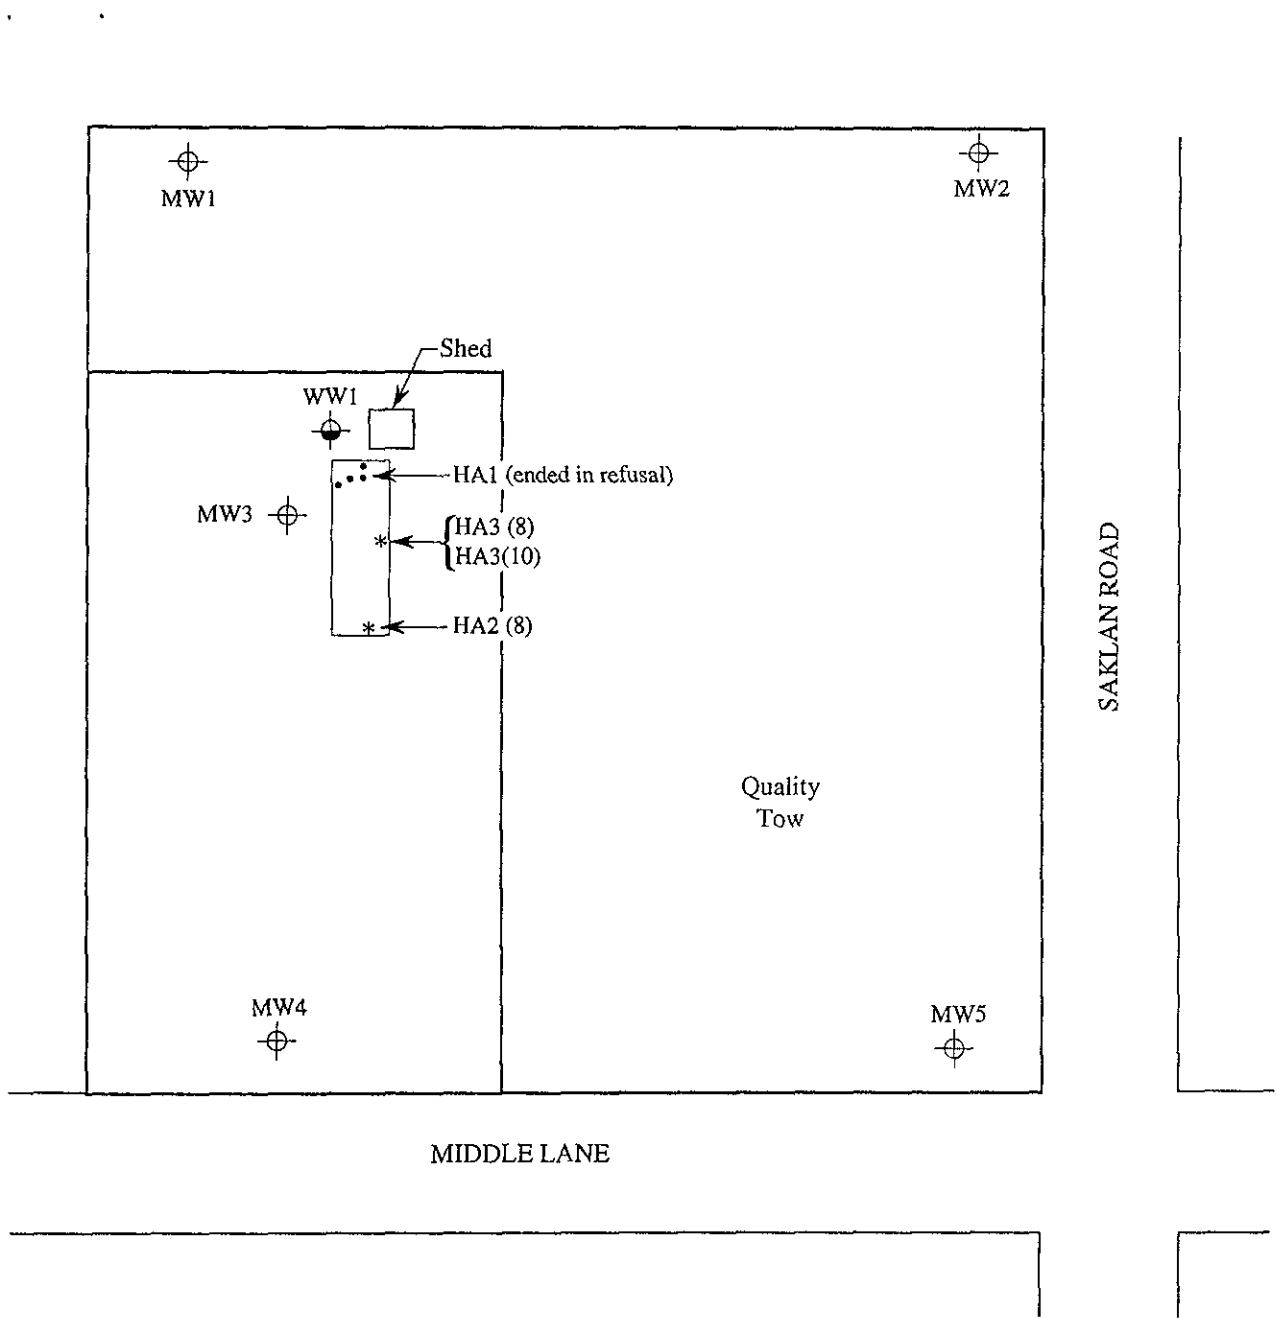 MW1
MW2
Shed
WW1
HA1 (ended in refusal)
MW3
HA3 (8)
HA3(10)
HA2 (8)
SAKLAN ROAD
Quality
Tow
MW4
MW5
MIDDLE LANE